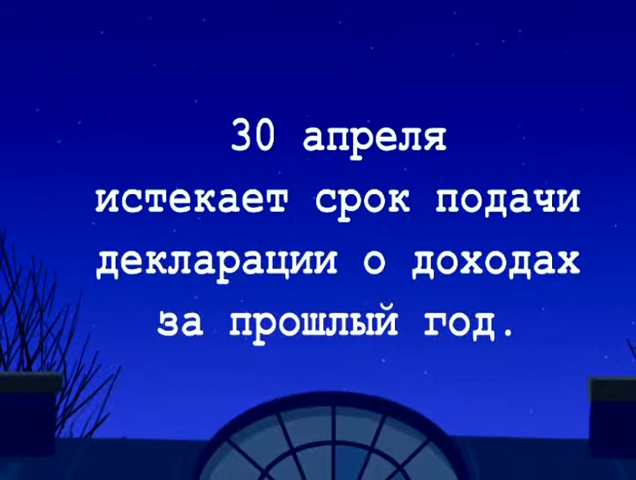 30 апреля
истекает срок подачи
декларации о доходах
за прошлый год.